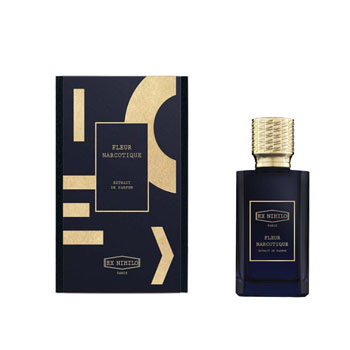 FLEUR
NARCOTIQUE
EXTRAIT
DE PARFUM
EX NIHILO
PARIS
EX NIHILO
PARIS
FLEUR
NARCOTIQUE
EXTRAIT DE PARFUM